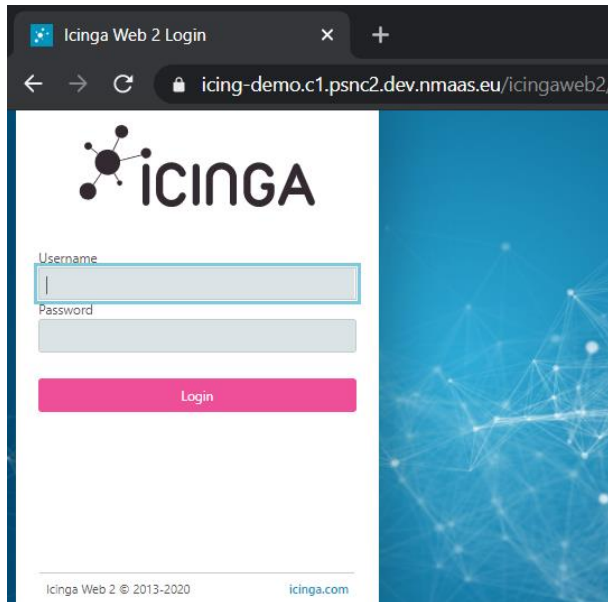 Icinga Web 2 Login
icing-demo.c1.psnc2.dev.nmaas.eu/icingaweb2/
ICINGA
Username
Password
Login
Icinga Web 2 © 2013-2020 icinga.com